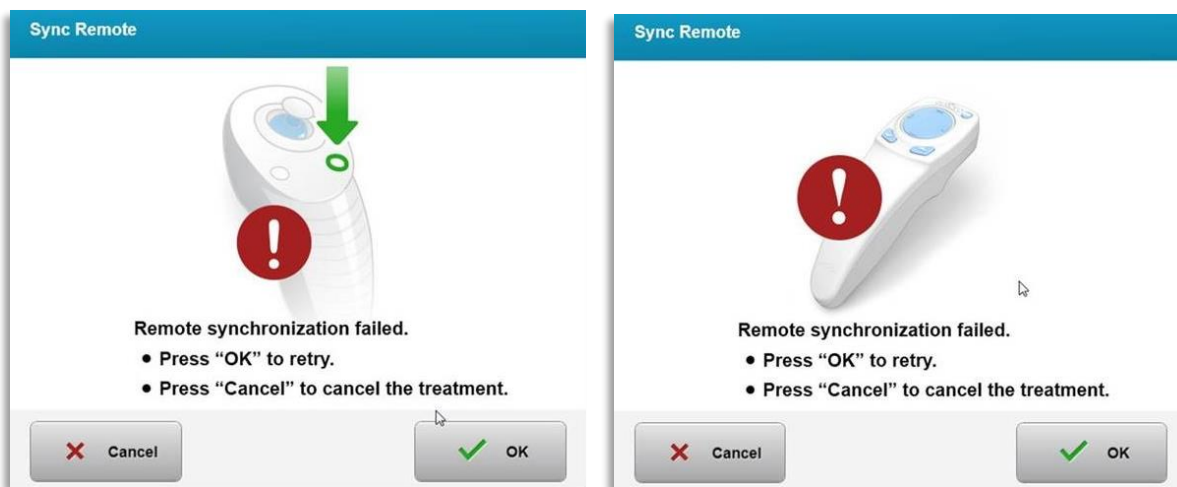 Sync Remote
Remote synchronization failed.
• Press “OK” to retry.
• Press “Cancel” to cancel the treatment.
Cancel
OK
Sync Remote
Remote synchronization failed.
• Press “OK” to retry.
• Press “Cancel” to cancel the treatment.
Cancel
OK